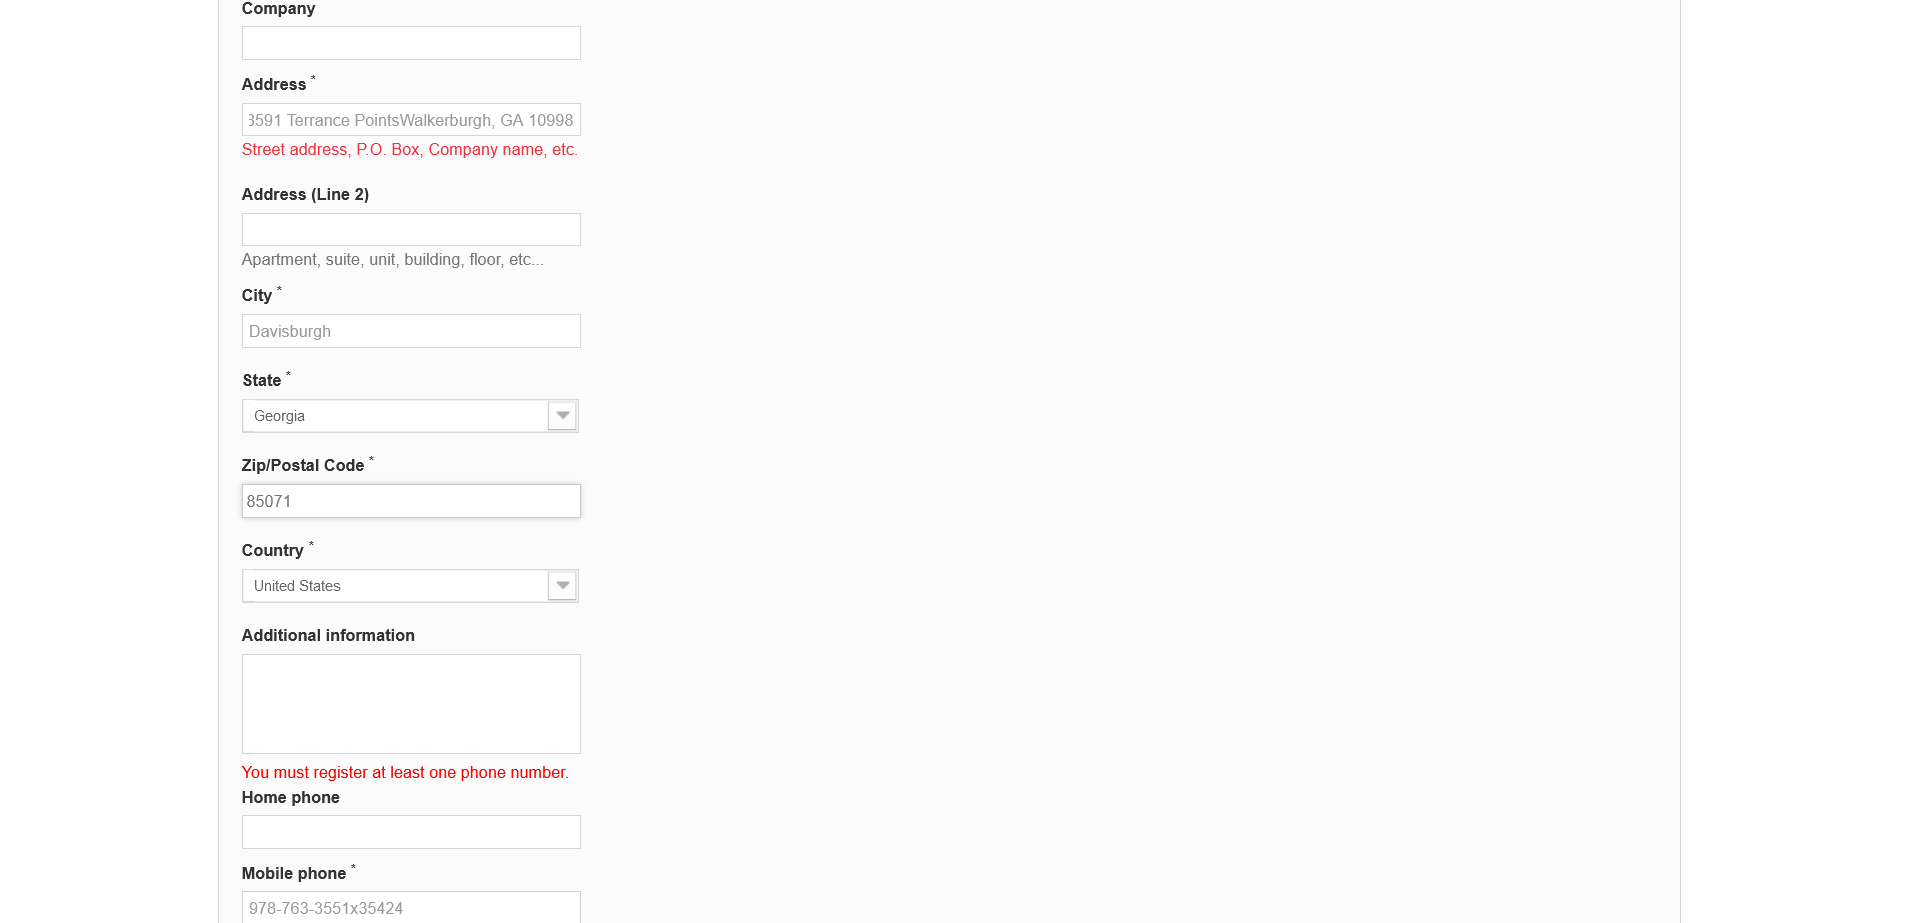 Company
Address *
3591 Terrance PointsWalkerburgh, GA 10998
Street address, P.O. Box, Company name, etc.
Address (Line 2)
Apartment, suite, unit, building, floor, etc...
City *
Davisburgh
State *
Georgia
Zip/Postal Code *
85071
Country *
United States
Additional information
You must register at least one phone number.
Home phone
Mobile phone *
978-763-3551x35424